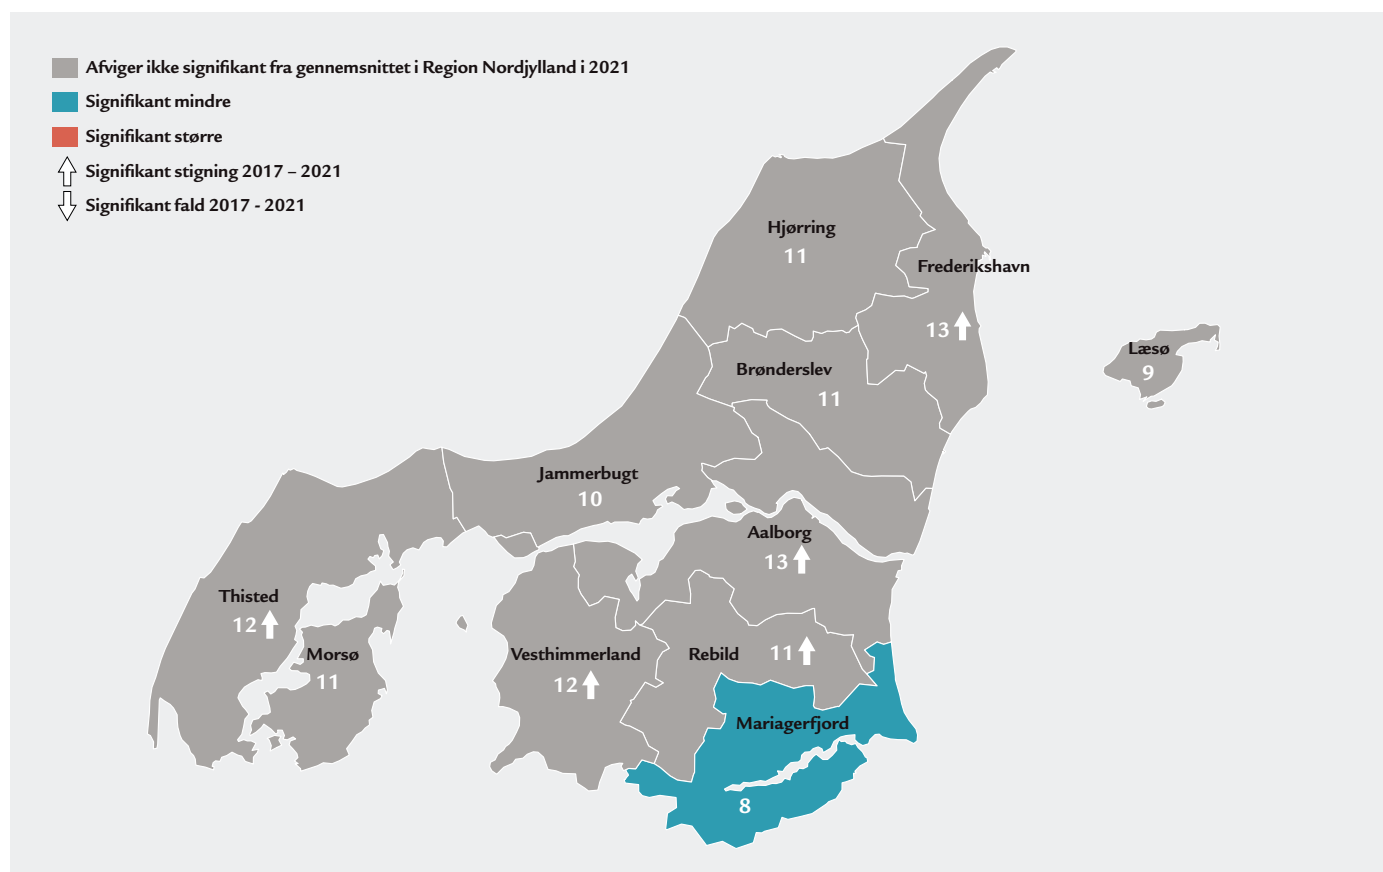 Afviger ikke signifikant fra gennemsnittet i Region Nordjylland i 2021
Signifikant mindre
Signifikant større
Signifikant stigning 2017 – 2021
Signifikant fald 2017 - 2021
Hjørring
11
Frederikshavn
13
Læsø
9
Brønderslev
11
Jammerbugt
10
Aalborg
13
Thisted
12
Morsø
11
Vesthimmerland
12
Rebild 11
Mariagerfjord
8